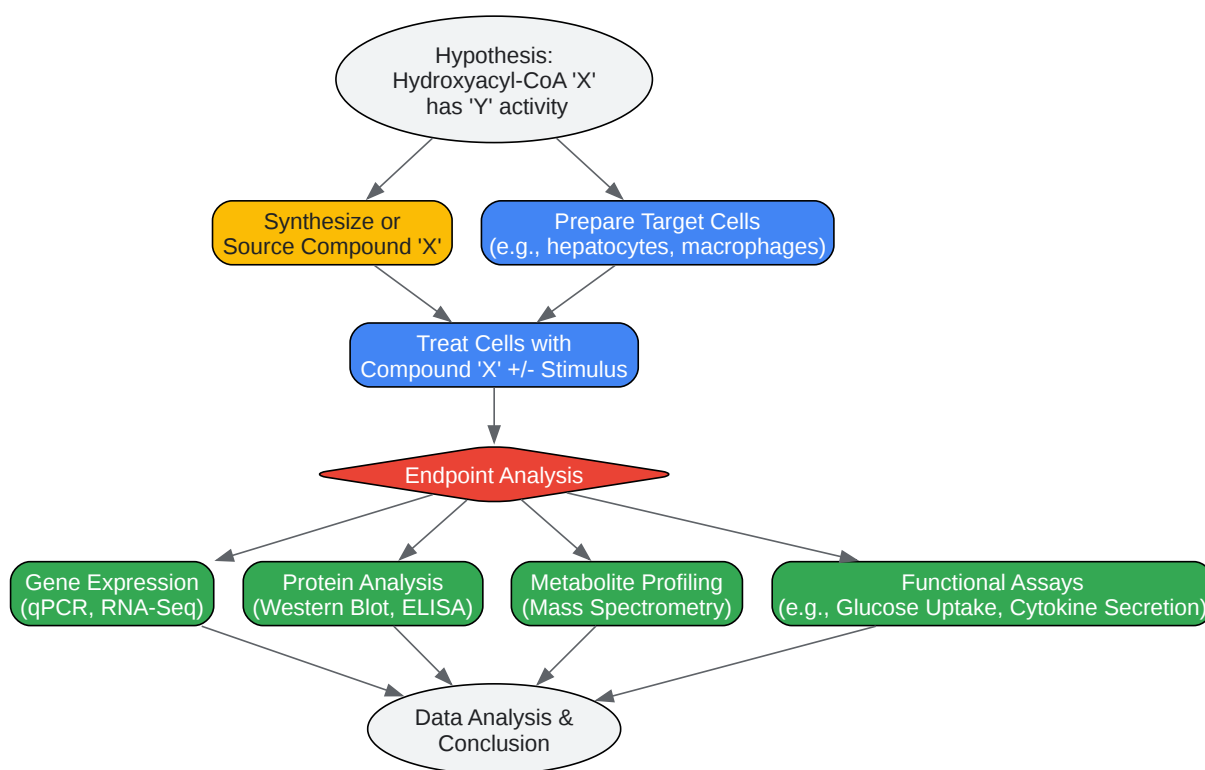 Hypothesis:
Hydroxyacyl-CoA 'X'
has 'Y' activity
Synthesize or
Source Compound 'X'
Prepare Target Cells
(e.g., hepatocytes, macrophages)
Treat Cells with
Compound 'X' +/- Stimulus
Endpoint Analysis
Gene Expression
(qPCR, RNA-Seq)
Protein Analysis
(Western Blot, ELISA)
Metabolite Profiling
(Mass Spectrometry)
Functional Assays
(e.g., Glucose Uptake, Cytokine Secretion)
Data Analysis &
Conclusion